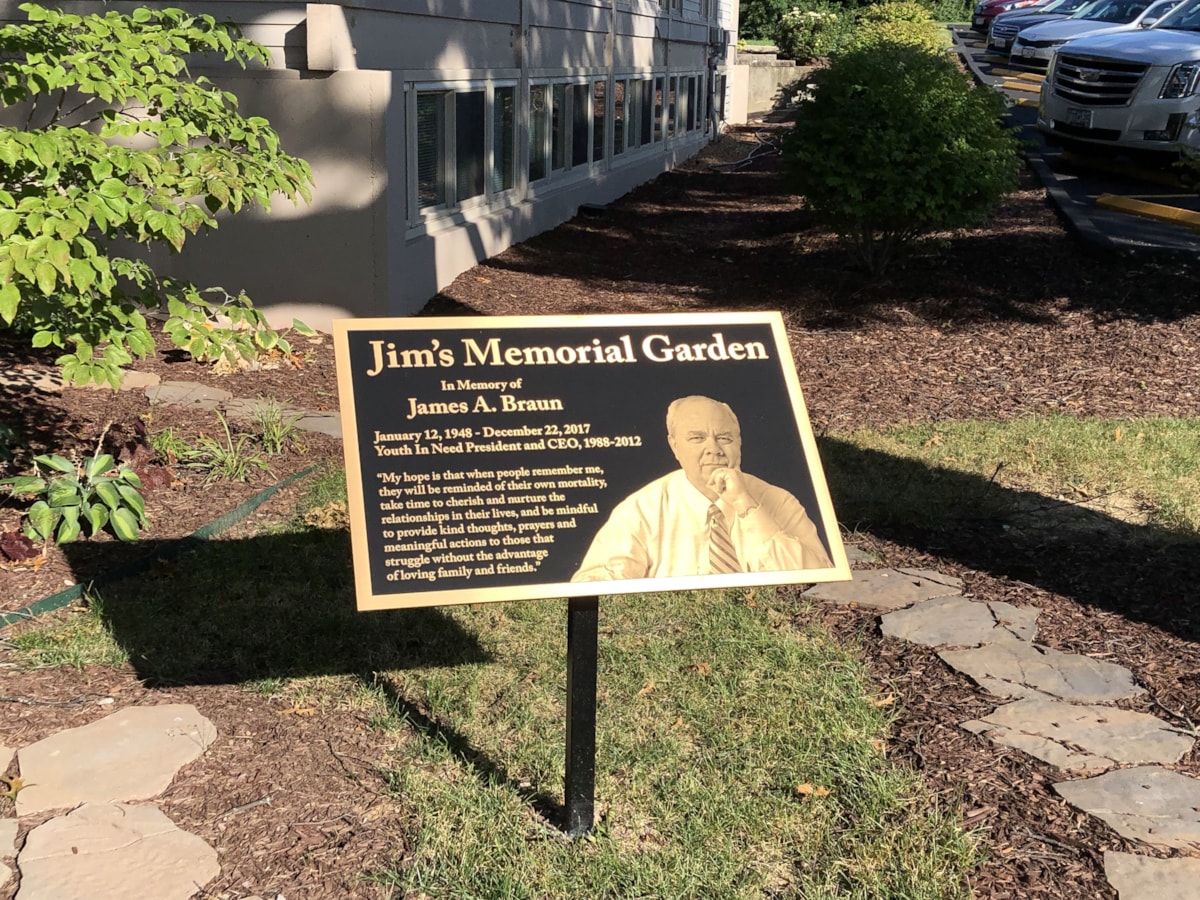 Jim's Memorial Garden
In Memory of
James A. Braun
January 12, 1948 - December 22, 2017
Youth In Need President and CEO, 1988-2012
"My hope is that when people remember me,
they will be reminded of their own mortality,
take time to cherish and nurture the
relationships in their lives, and be mindful
to provide kind thoughts, prayers and
meaningful actions to those that
struggle without the advantage
of loving family and friends."